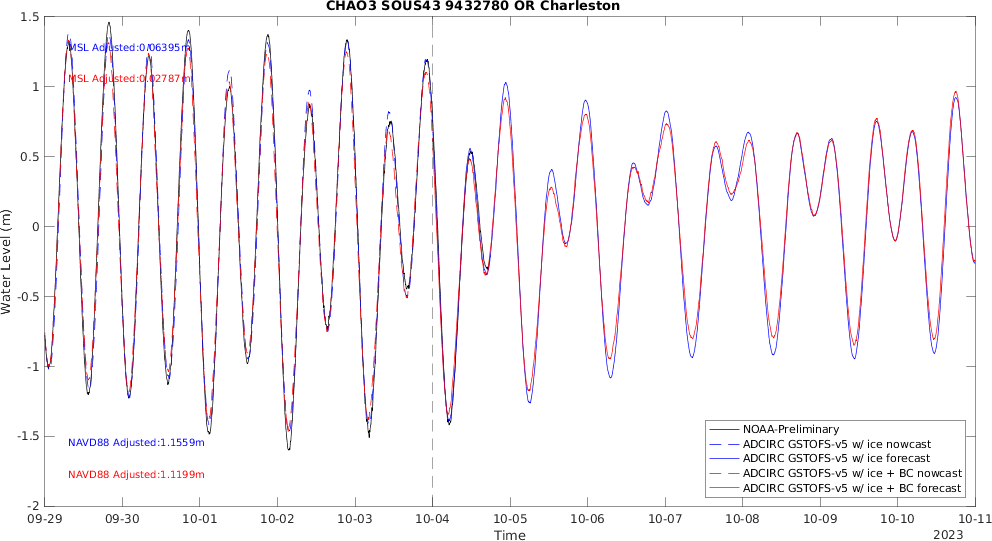 CHAO3 SOUS43 9432780 OR Charleston
1.5
1
0.5
0
-0.5
-1
-1.5
-2
Water Level (m)
MSL Adjusted:0.06395m
MSL Adjusted:0.02787m
NAVD88 Adjusted:1.1559m
NAVD88 Adjusted:1.1199m
NOAA-Preliminary
ADCIRC GSTOFS-v5 w/ ice nowcast
ADCIRC GSTOFS-v5 w/ ice forecast
ADCIRC GSTOFS-v5 w/ ice + BC nowcast
ADCIRC GSTOFS-v5 w/ ice + BC forecast
09-29 09-30 10-01 10-02 10-03 10-04 10-05 10-06 10-07 10-08 10-09 10-10 10-11
Time
2023